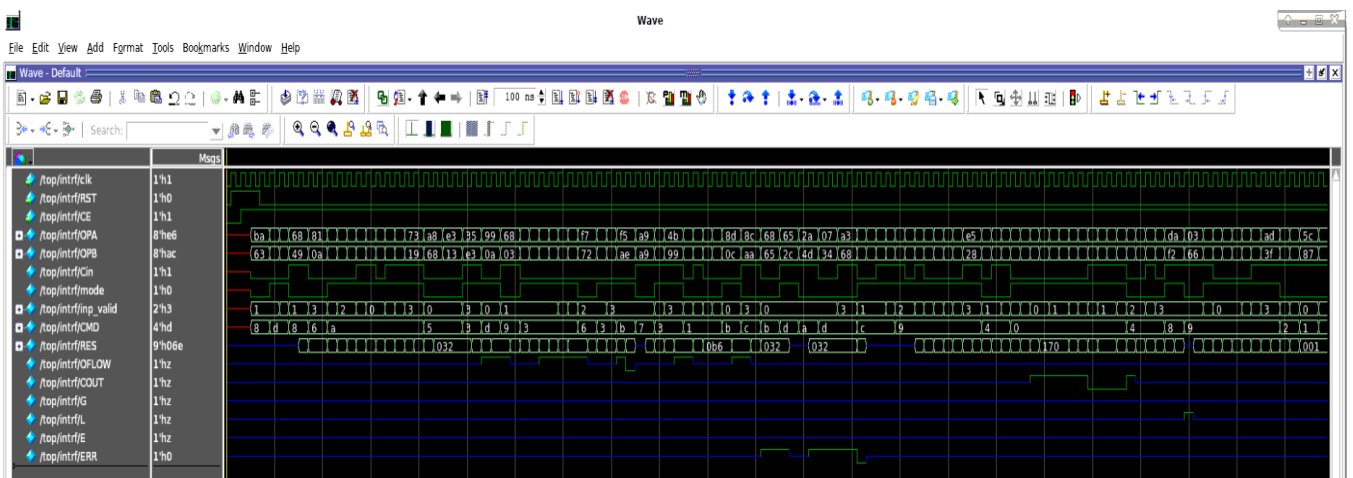 Wave
File Edit View Add Format Tools Bookmarks Window Help
Wave - Default
100 ns
Search:
Msgs
/top/intrf/clk 1'h1
/top/intrf/RST 1'h0
/top/intrf/CE 1'h1
/top/intrf/OPA 8'he6 ba 68 81 73 a8 e3 35 99 68 f7 f5 a9 4b 8d 8c 68 65 2a 07 a3 e5 da 03 ad 5c
/top/intrf/OPB 8'hac 63 49 0a 19 68 13 e3 0a 03 72 ae a9 99 0c aa 65 2c 4d 34 68 28 f2 66 3f 87
/top/intrf/Cin 1'h1
/top/intrf/mode 1'h0
/top/intrf/inp_valid 2'h3 1 1 3 2 0 3 0 3 0 1 2 3 3 0 3 0 3 1 2 3 1 0 1 1 2 3 0 3 0
/top/intrf/CMD 4'hd 8 d 8 6 a 5 3 d 9 3 6 3 b 7 3 1 b c b d a d c 9 4 0 4 8 9 2 1
/top/intrf/RES 9'h06e 032 0b6 032 032 170 001
/top/intrf/OFLOW 1'hz
/top/intrf/COUT 1'hz
/top/intrf/G 1'hz
/top/intrf/L 1'hz
/top/intrf/E 1'hz
/top/intrf/ERR 1'h0